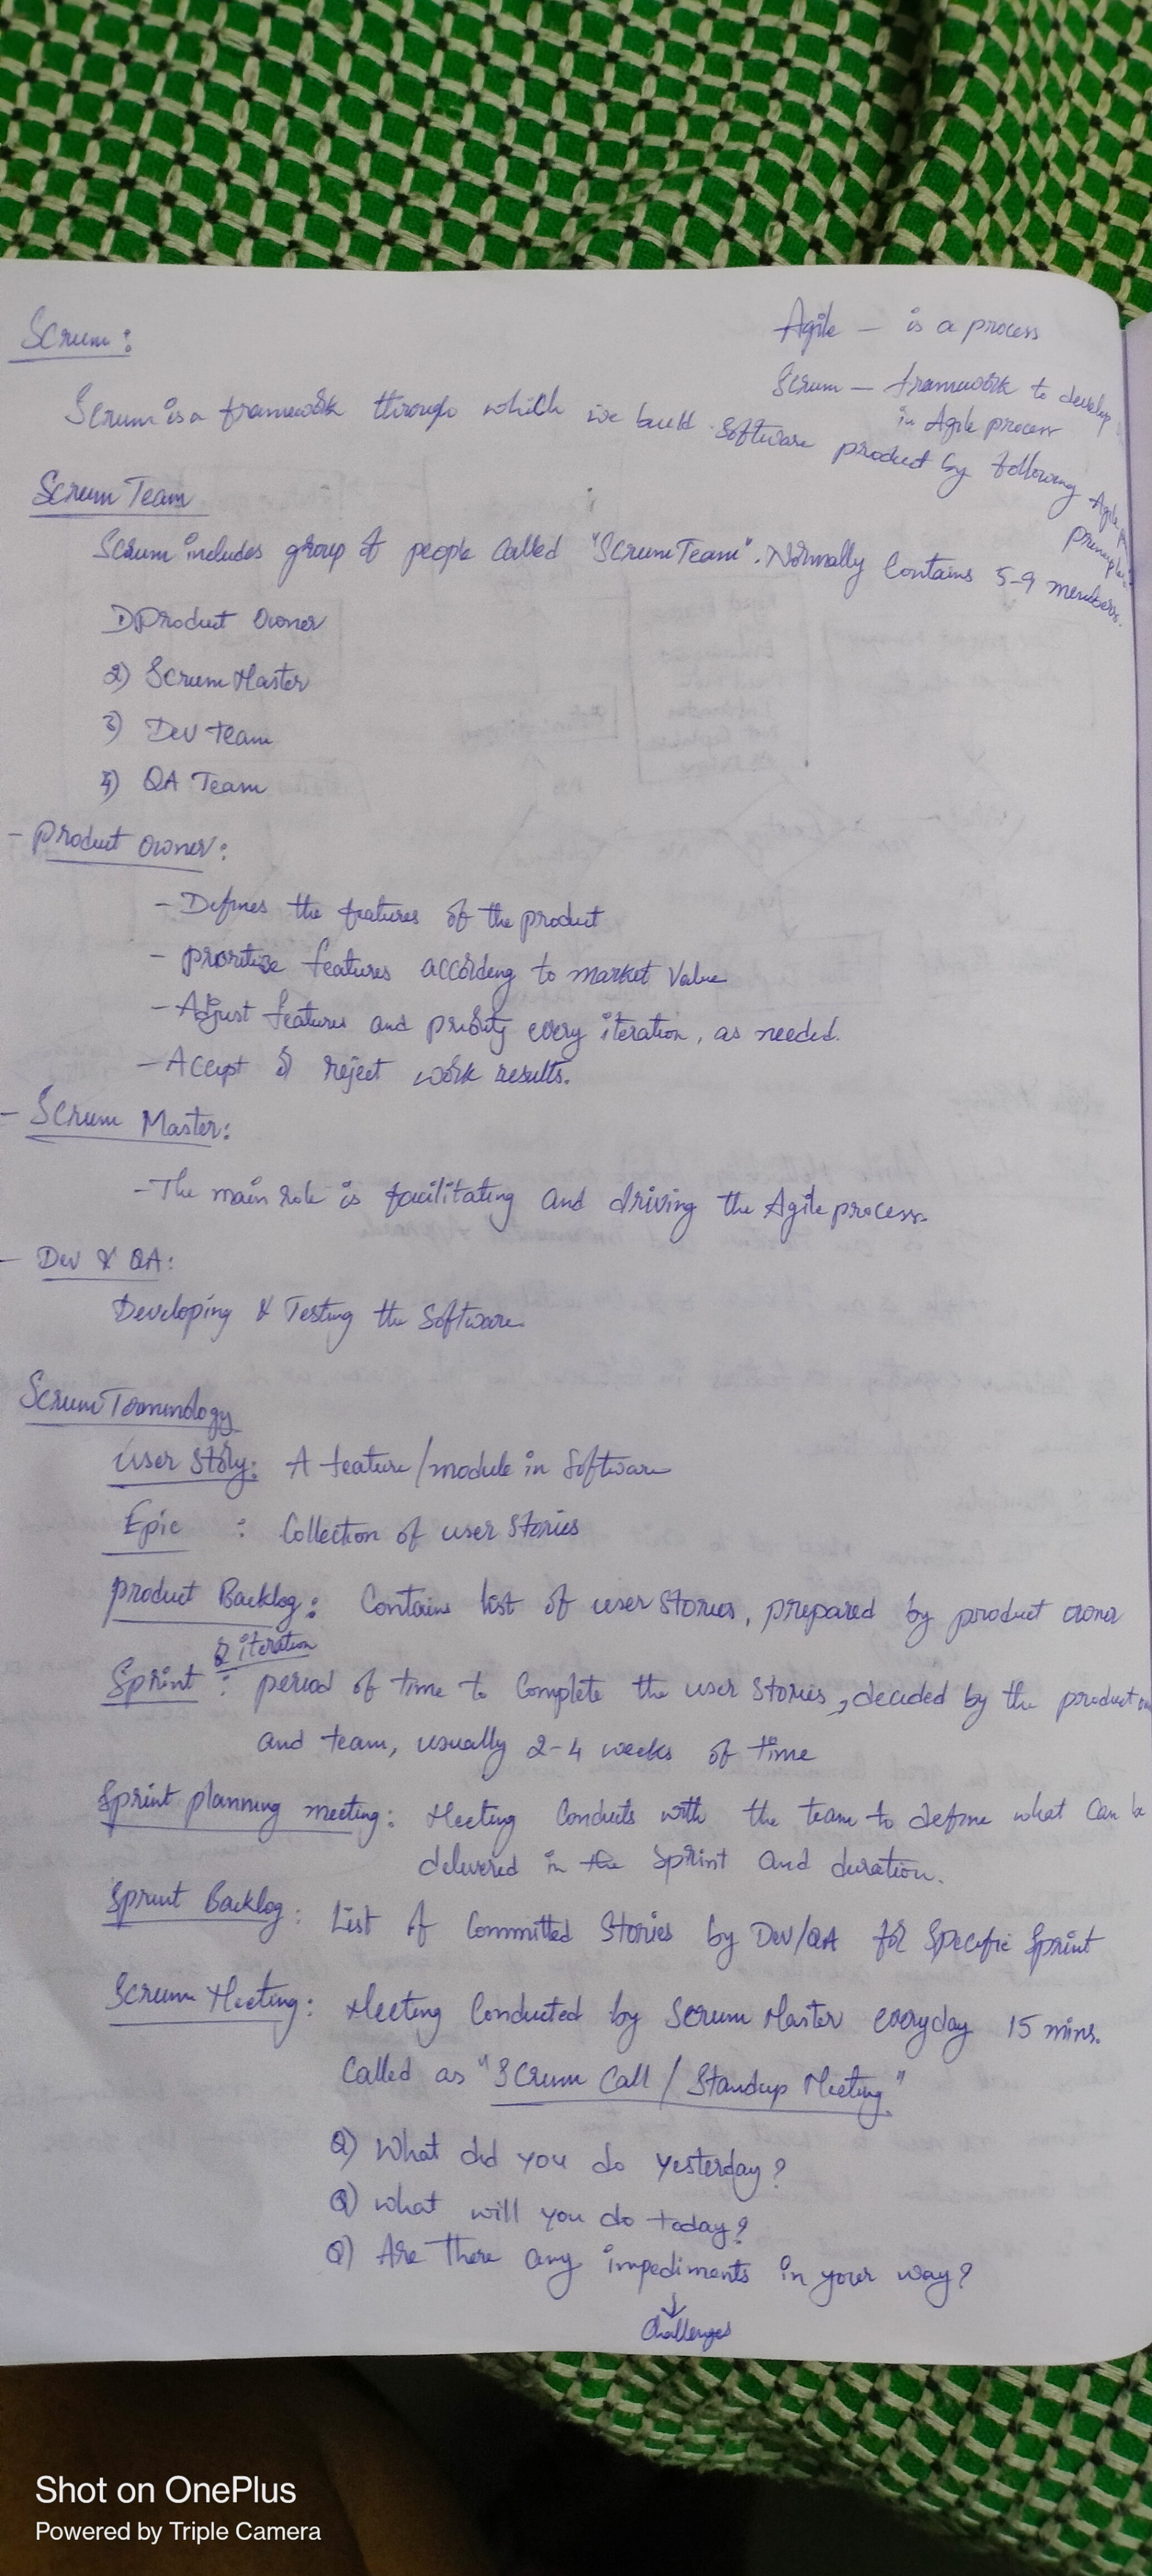 Agile — is a process
Scrum:
Scrum — framework to develop
in Agile process
Scrum is a framework through which we build software product by following Agile principles.
Scrum Team
Scrum includes group of people called "Scrum Team". Normally contains 5-9 members.
1) Product Owner
2) Scrum Master
3) Dev team
4) QA Team
- Product Owner:
- Defines the features of the product
- Prioritize features according to market value
- Adjust features and priority every iteration, as needed.
- Accept or reject work results.
- Scrum Master:
- The main role is facilitating and driving the Agile process
- Dev & QA:
Developing & Testing the Software.
Scrum Terminology
User Story: A feature/module in Software
Epic : Collection of user stories
Product Backlog: Contains list of user stories, prepared by product owner
or iteration
Sprint : period of time to complete the user stories, decided by the product
and team, usually 2-4 weeks of time
Sprint planning meeting: Meeting conducts with the team to define what can be
delivered in the Sprint and duration.
Sprint Backlog: List of Committed Stories by Dev/QA for Specific Sprint
Scrum Meeting: Meeting Conducted by Scrum Master everyday 15 mins.
Called as "Scrum Call / Standup Meeting"
Q) What did you do yesterday?
Q) what will you do today?
Q) Are there any impediments in your way?
↓
Challenges
Shot on OnePlus
Powered by Triple Camera